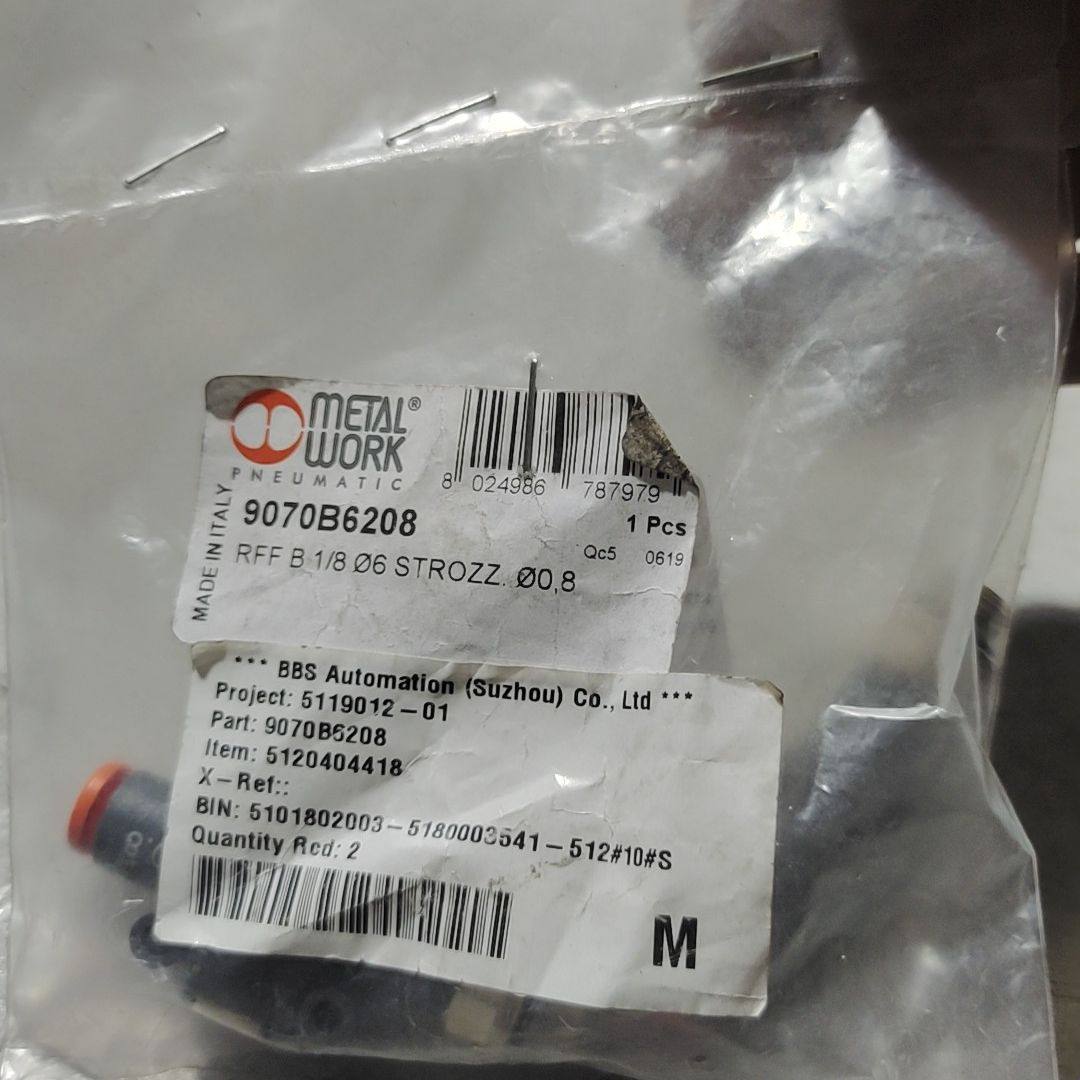 METAL®
WORK
PNEUMATIC
8 024986 787979
MADE IN ITALY
9070B6208
1 Pcs
RFF B 1/8 Ø6 STROZZ. Ø0,8
Qc5 0619
*** BBS Automation (Suzhou) Co., Ltd ***
Project: 5119012-01
Part: 9070B6208
Item: 5120404418
X-Ref::
BIN: 5101802003-5180003541-512#10#S
Quantity Rcd: 2
M